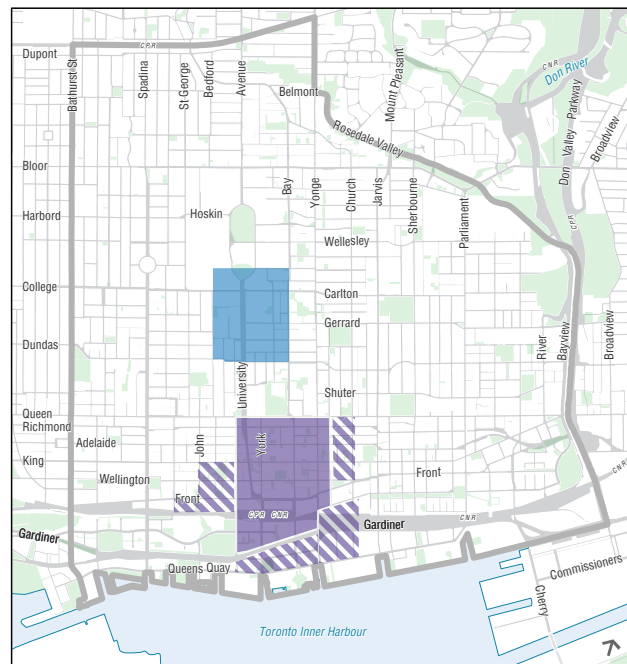 Dupont
CPR
Bathurst St
Spadina
St George
Bedford
Avenue
Belmont
Mount Pleasant
Rosedale Valley
CNR
Don River
Don Valley Parkway
Broadview
CPR
Bloor
Harbord
Hoskin
Bay
Yonge
Church
Jarvis
Sherbourne
Parliament
Wellesley
College
Carlton
Gerrard
Dundas
University
River
Bayview
Broadview
Shuter
Queen
Richmond
Adelaide
John
York
King
Wellington
Front
Front
CPR CNR
Gardiner
CNR
CNR
Gardiner
Queens Quay
Commissioners
Cherry
Toronto Inner Harbour